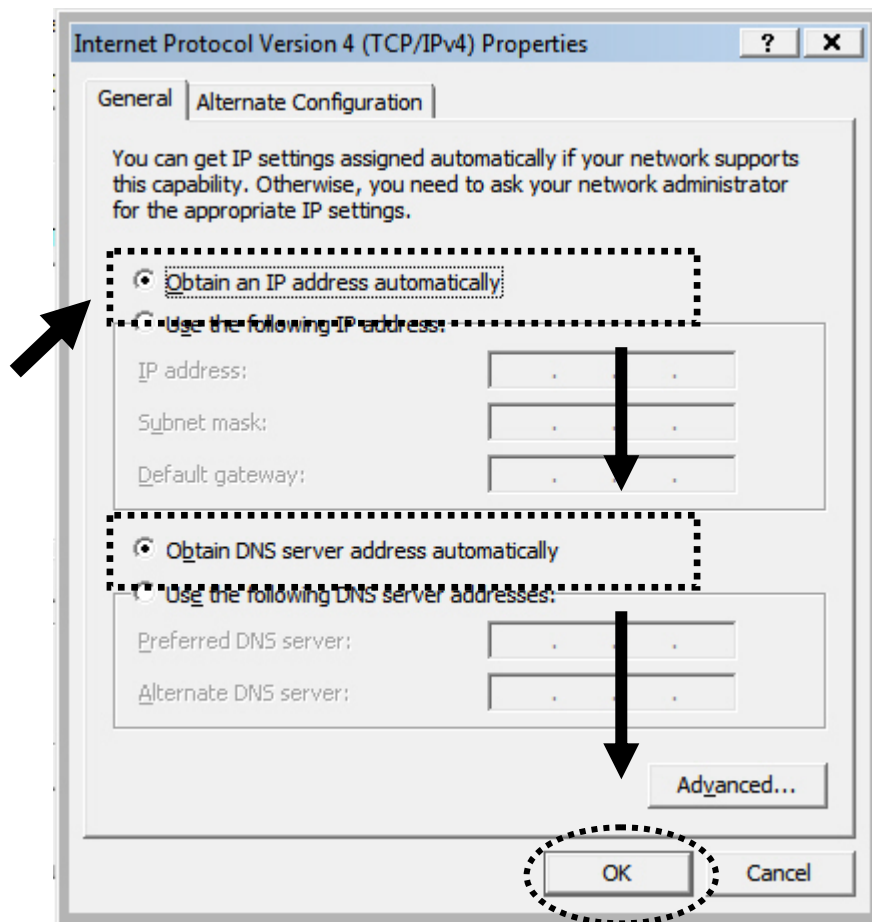 Internet Protocol Version 4 (TCP/IPv4) Properties ? x
General Alternate Configuration
You can get IP settings assigned automatically if your network supports
this capability. Otherwise, you need to ask your network administrator
for the appropriate IP settings.
Obtain an IP address automatically
Use the following IP address:
IP address: . . .
Subnet mask: . . .
Default gateway: . . .
Obtain DNS server address automatically
Use the following DNS server addresses:
Preferred DNS server: . . .
Alternate DNS server: . . .
Advanced...
OK Cancel